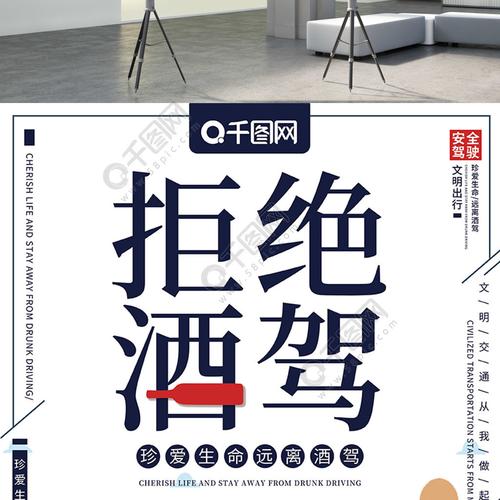 千图网
CHERISH LIFE AND STAY AWAY FROM DRUNK DRIVING/
安全
驾驶
文明出行
珍爱生命/远离酒驾
拒绝
酒驾
珍爱生命远离酒驾
CHERISH LIFE AND STAY AWAY FROM DRUNK DRIVING
文明交通从我做起
CIVILIZED TRANSPORTATION STARTS FROM M
珍爱生